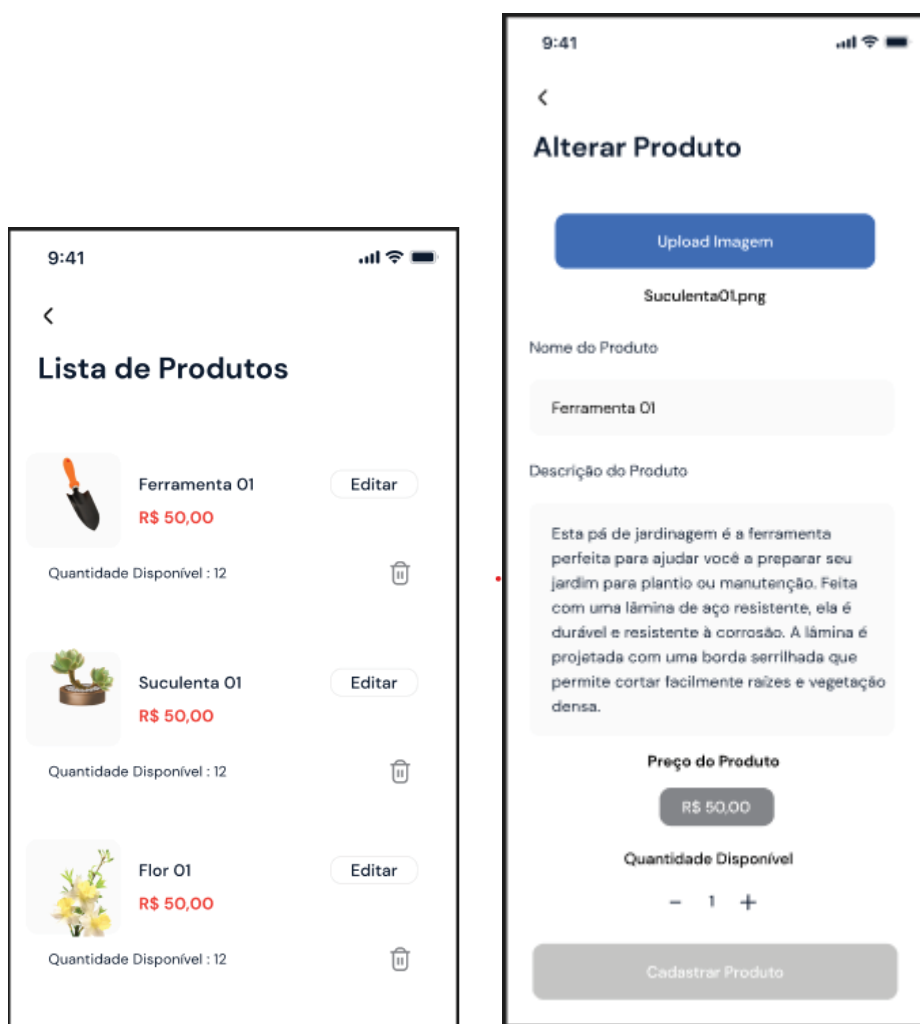 9:41
Lista de Produtos
Ferramenta 01
Editar
R$ 50,00
Quantidade Disponível : 12
Suculenta 01
Editar
R$ 50,00
Quantidade Disponível : 12
Flor 01
Editar
R$ 50,00
Quantidade Disponível : 12
9:41
Alterar Produto
Upload Imagem
Suculenta01.png
Nome do Produto
Ferramenta 01
Descrição do Produto
Esta pá de jardinagem é a ferramenta
perfeita para ajudar você a preparar seu
jardim para plantio ou manutenção. Feita
com uma lâmina de aço resistente, ela é
durável e resistente à corrosão. A lâmina é
projetada com uma borda serrilhada que
permite cortar facilmente raízes e vegetação
densa.
Preço do Produto
R$ 50,00
Quantidade Disponível
- 1 +
Cadastrar Produto